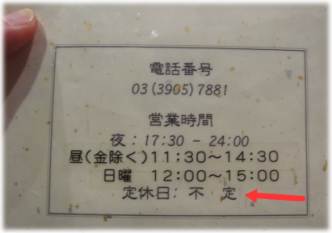 電話番号
03(3905)7881
営業時間
夜:17:30 - 24:00
昼(金除く)11:30～14:30
日曜 12:00～15:00
定休日: 不 定